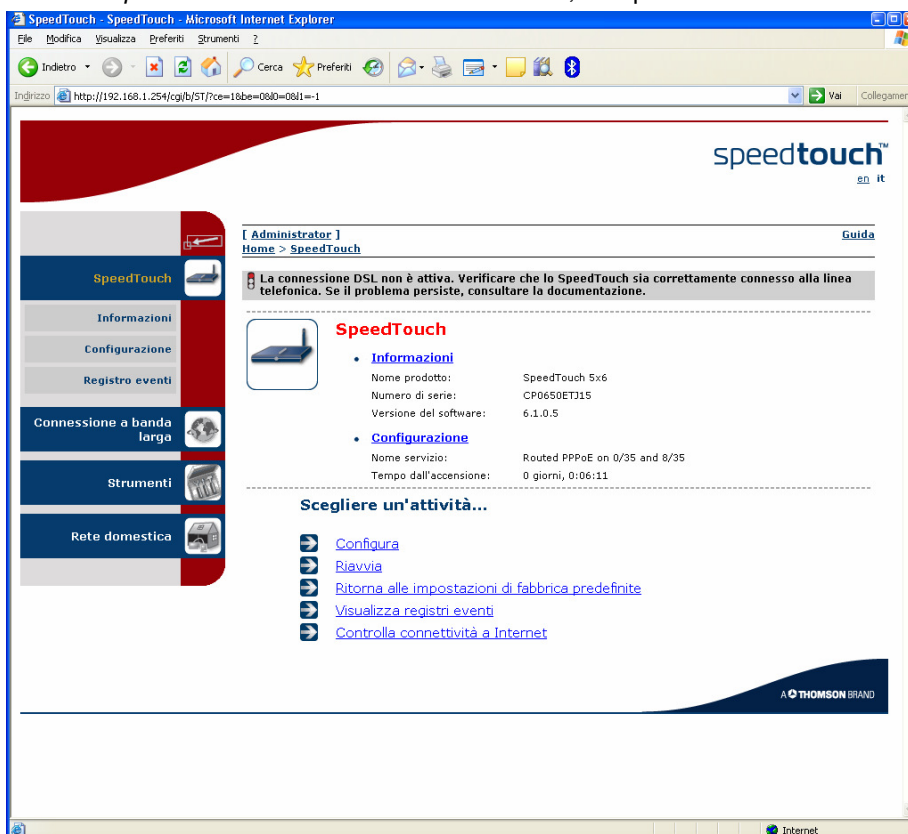 SpeedTouch - SpeedTouch - Microsoft Internet Explorer
File Modifica Visualizza Preferiti Strumenti ?
Indietro Cerca Preferiti
Indirizzo http://192.168.1.254/cgi/b/ST/?ce=1&be=0&l0=0&l1=-1 Vai Collegamen
speedtouch™
en it
[ Administrator ] Guida
Home > SpeedTouch
SpeedTouch
Informazioni
Configurazione
Registro eventi
Connessione a banda
larga
Strumenti
Rete domestica
La connessione DSL non è attiva. Verificare che lo SpeedTouch sia correttamente connesso alla linea
telefonica. Se il problema persiste, consultare la documentazione.
SpeedTouch
Informazioni
Nome prodotto: SpeedTouch 5x6
Numero di serie: CP0650ETJ15
Versione del software: 6.1.0.5
Configurazione
Nome servizio: Routed PPPoE on 0/35 and 8/35
Tempo dall'accensione: 0 giorni, 0:06:11
Scegliere un'attività...
Configura
Riavvia
Ritorna alle impostazioni di fabbrica predefinite
Visualizza registri eventi
Controlla connettività a Internet
A THOMSON BRAND
Internet